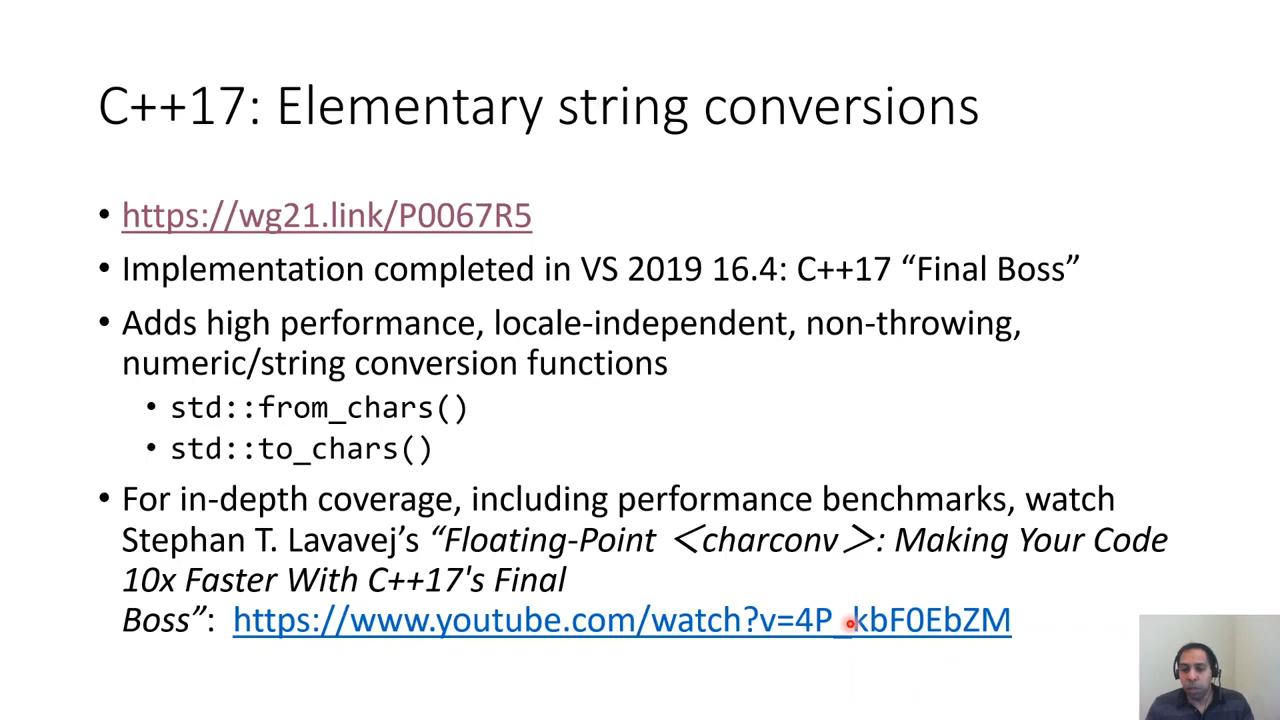 C++17: Elementary string conversions
• https://wg21.link/P0067R5
• Implementation completed in VS 2019 16.4: C++17 “Final Boss”
• Adds high performance, locale-independent, non-throwing,
numeric/string conversion functions
• std::from_chars()
• std::to_chars()
• For in-depth coverage, including performance benchmarks, watch
Stephan T. Lavavej’s “Floating-Point ＜charconv＞: Making Your Code
10x Faster With C++17's Final
Boss”: https://www.youtube.com/watch?v=4P_kbF0EbZM